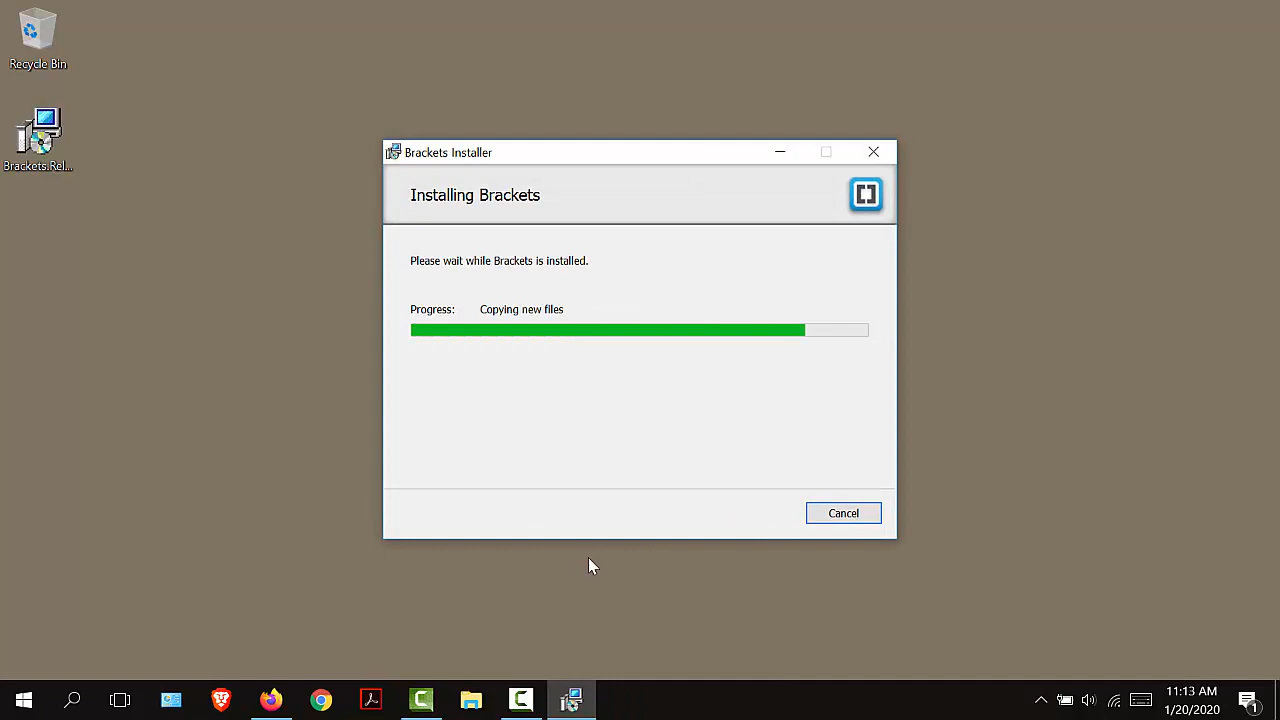 Recycle Bin
Brackets.Rel...
Brackets Installer
Installing Brackets
Please wait while Brackets is installed.
Progress: Copying new files
Cancel
11:13 AM
1/20/2020
1